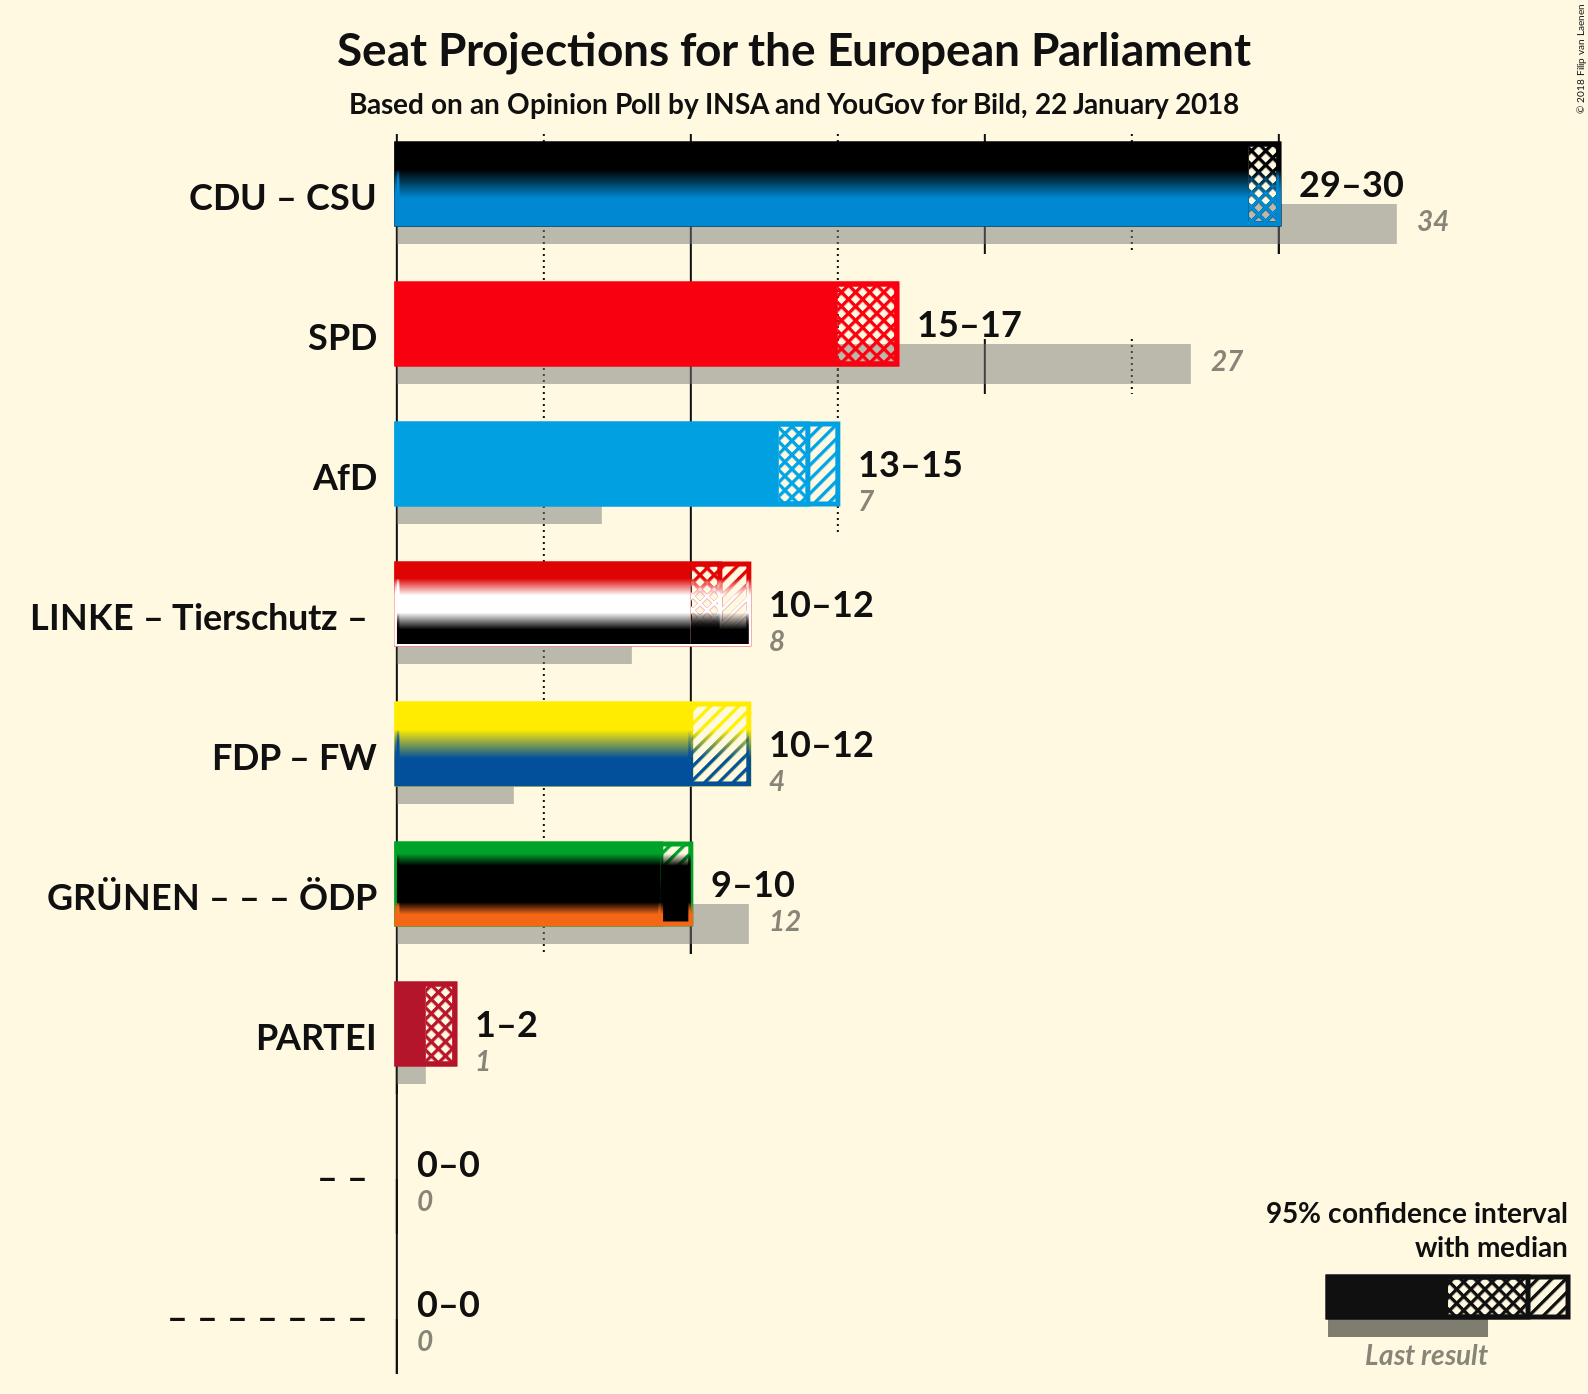 Seat Projections for the European Parliament
Based on an Opinion Poll by INSA and YouGov for Bild, 22 January 2018
© 2018 Filip van Laenen
CDU – CSU
29–30
34
SPD
15–17
27
AfD
13–15
7
LINKE – Tierschutz –
10–12
8
FDP – FW
10–12
4
GRÜNEN – – – ÖDP
9–10
12
PARTEI
1–2
1
– –
0–0
0
– – – – – – –
0–0
0
95% confidence interval
with median
Last result